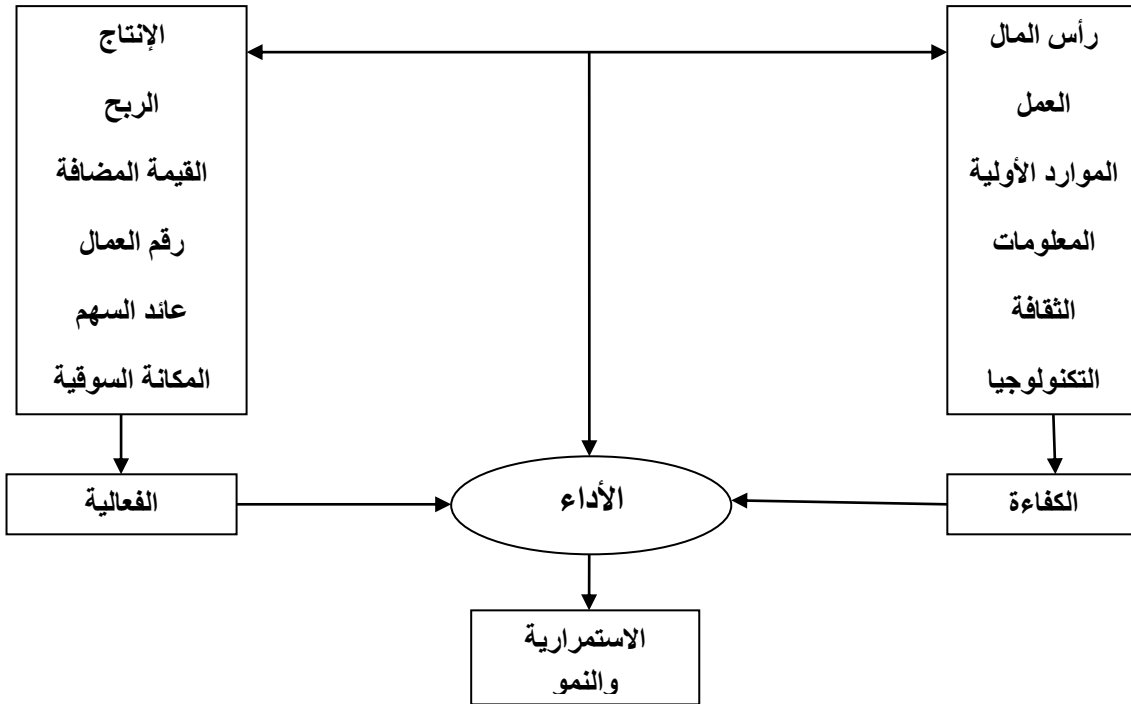 رأس المال
العمل
الموارد الأولية
المعلومات
الثقافة
التكنولوجيا
الإنتاج
الربح
القيمة المضافة
رقم العمال
عائد السهم
المكانة السوقية
الكفاءة
الأداء
الفعالية
الاستمرارية
والنمو